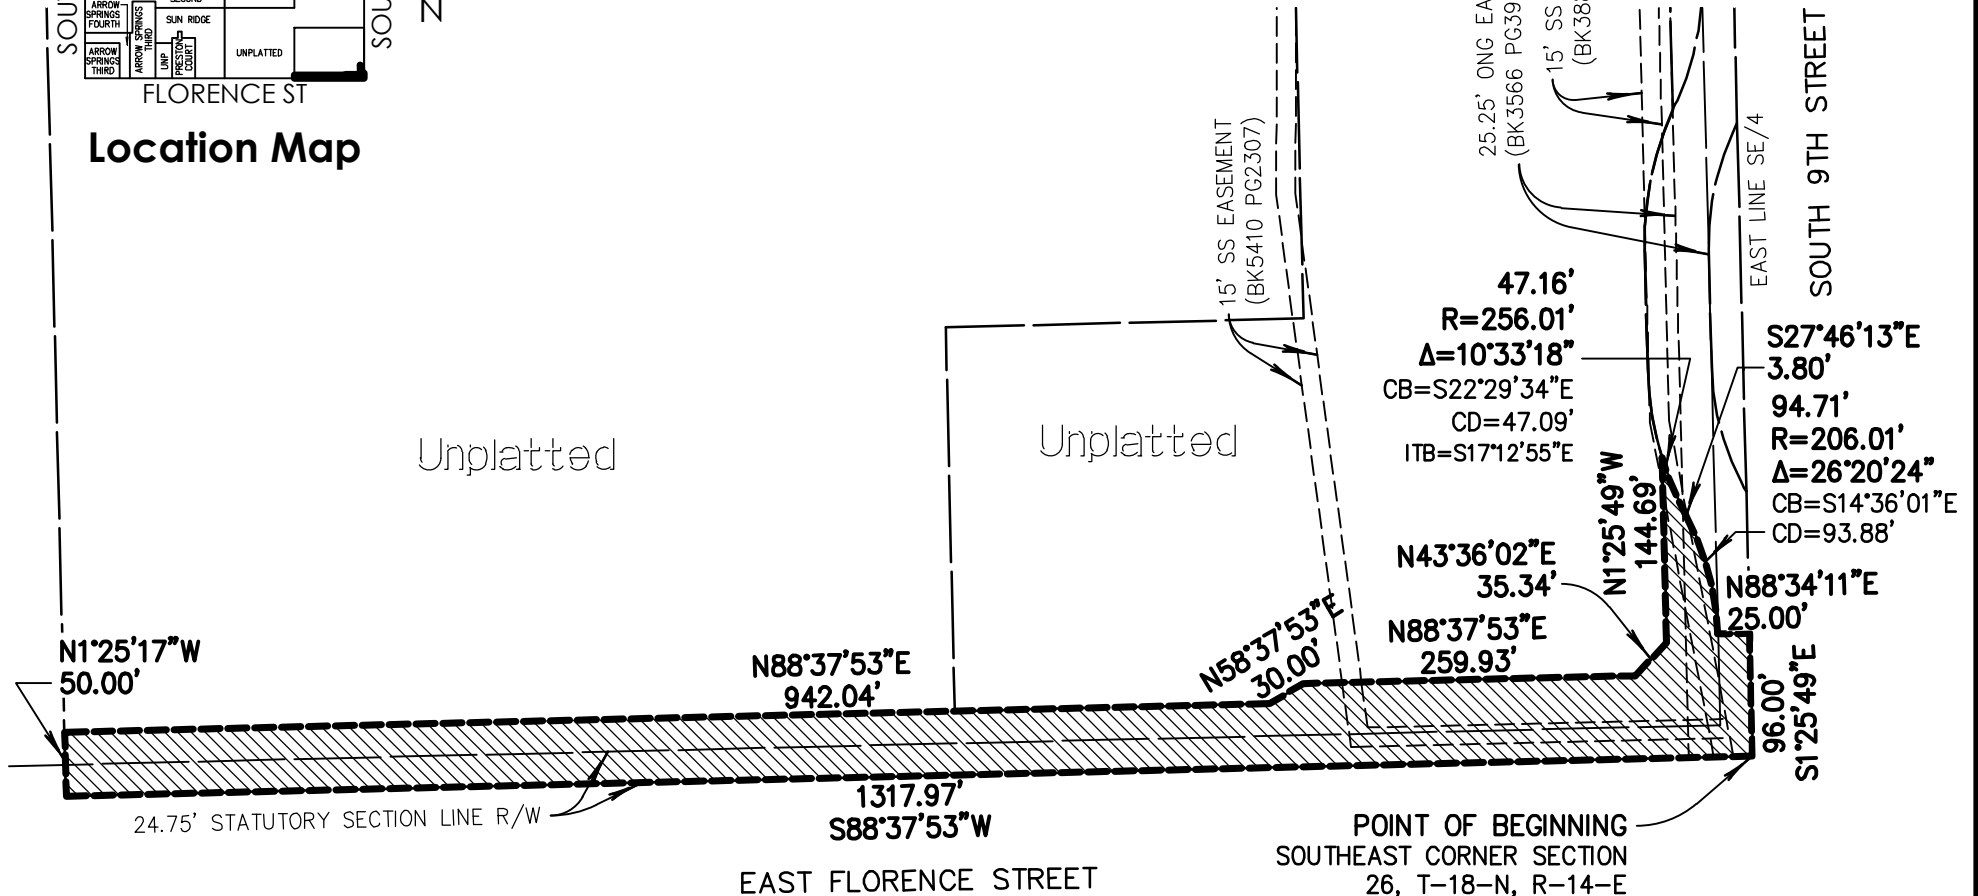 SECOND
ARROW
SPRINGS
FOURTH
ARROW SPRINGS
THIRD
SUN RIDGE
ARROW
SPRINGS
THIRD
UNP
PRESTON
COURT
UNPLATTED
SOU
SOU
N
FLORENCE ST
Location Map
15' SS EASEMENT
(BK5410 PG2307)
25.25' ONG EA
(BK3566 PG39
15' SS
(BK38
EAST LINE SE/4
SOUTH 9TH STREET
47.16'
R=256.01'
Δ=10°33'18"
CB=S22°29'34"E
CD=47.09'
ITB=S17°12'55"E
S27°46'13"E
3.80'
94.71'
R=206.01'
Δ=26°20'24"
CB=S14°36'01"E
CD=93.88'
Unplatted
Unplatted
N1°25'49"W
144.69'
N43°36'02"E
35.34'
N88°34'11"E
25.00'
N88°37'53"E
259.93'
N58°37'53"E
30.00'
N1°25'17"W
50.00'
N88°37'53"E
942.04'
96.00'
S1°25'49"E
1317.97'
S88°37'53"W
24.75' STATUTORY SECTION LINE R/W
POINT OF BEGINNING
SOUTHEAST CORNER SECTION
26, T-18-N, R-14-E
EAST FLORENCE STREET